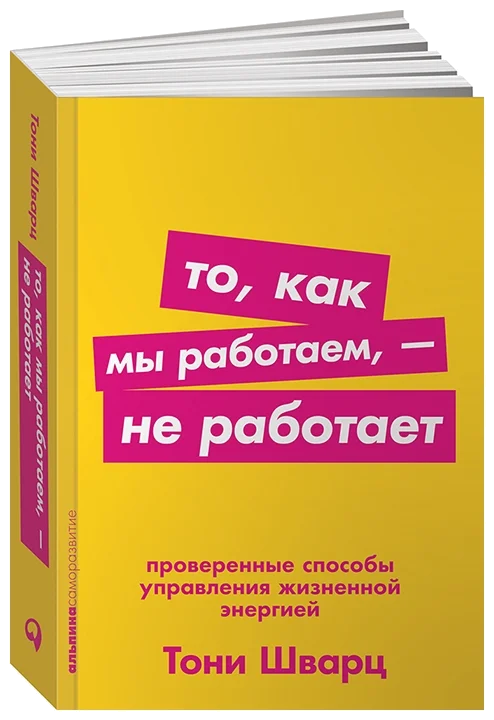 то, как
мы работаем, —
не работает
проверенные способы
управления жизненной
энергией
Тони Шварц
Тони Шварц
то, как мы работаем, —
не работает
альпинасаморазвитие